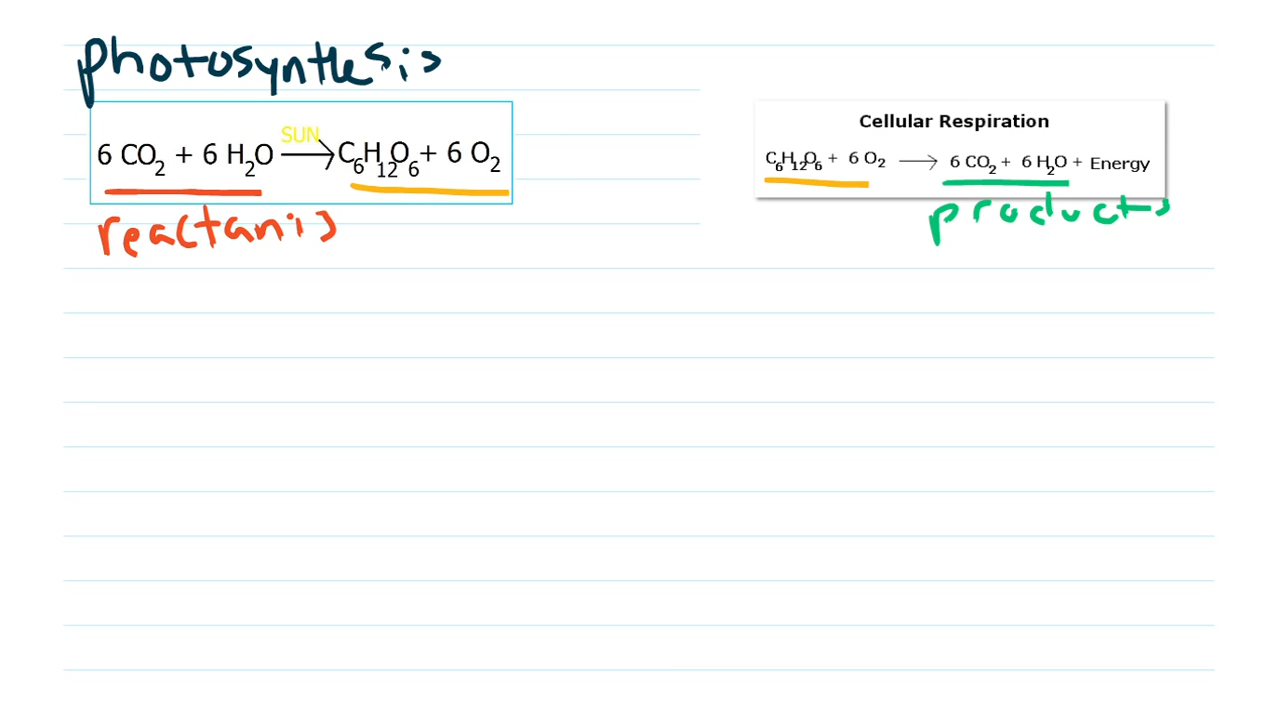 photosynthesis
SUN
6 CO2 + 6 H2O ⟶ C6H12O6 + 6 O2
reactants
Cellular Respiration
C6H12O6 + 6 O2 ⟶ 6 CO2 + 6 H2O + Energy
products